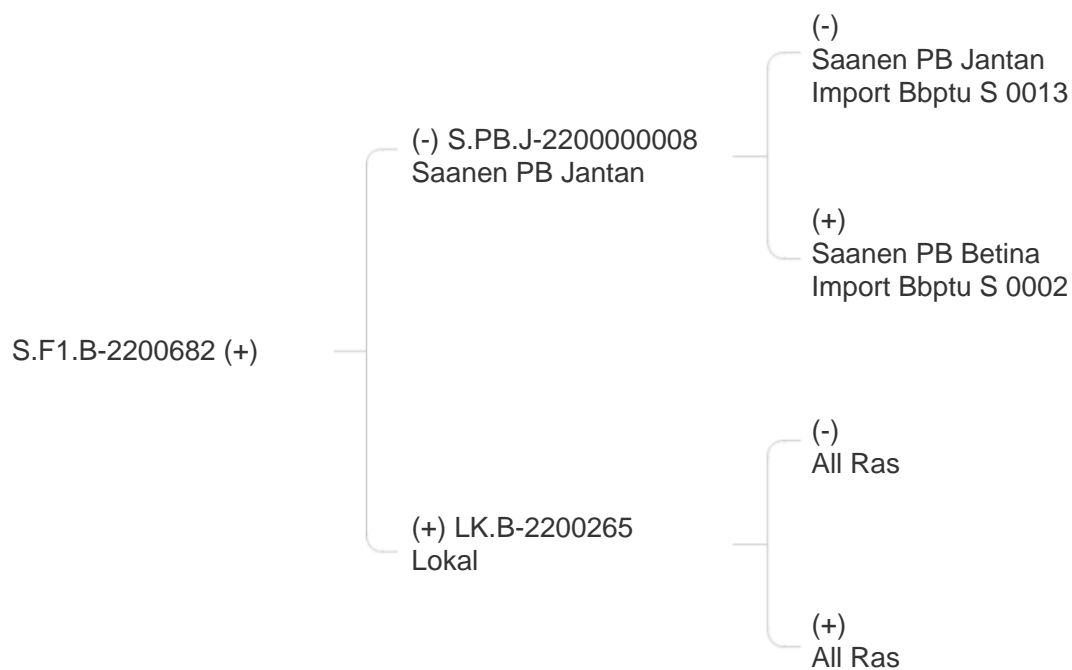 (-)
Saanen PB Jantan
Import Bbptu S 0013
(-) S.PB.J-2200000008
Saanen PB Jantan
(+)
Saanen PB Betina
Import Bbptu S 0002
S.F1.B-2200682 (+)
(-)
All Ras
(+) LK.B-2200265
Lokal
(+)
All Ras